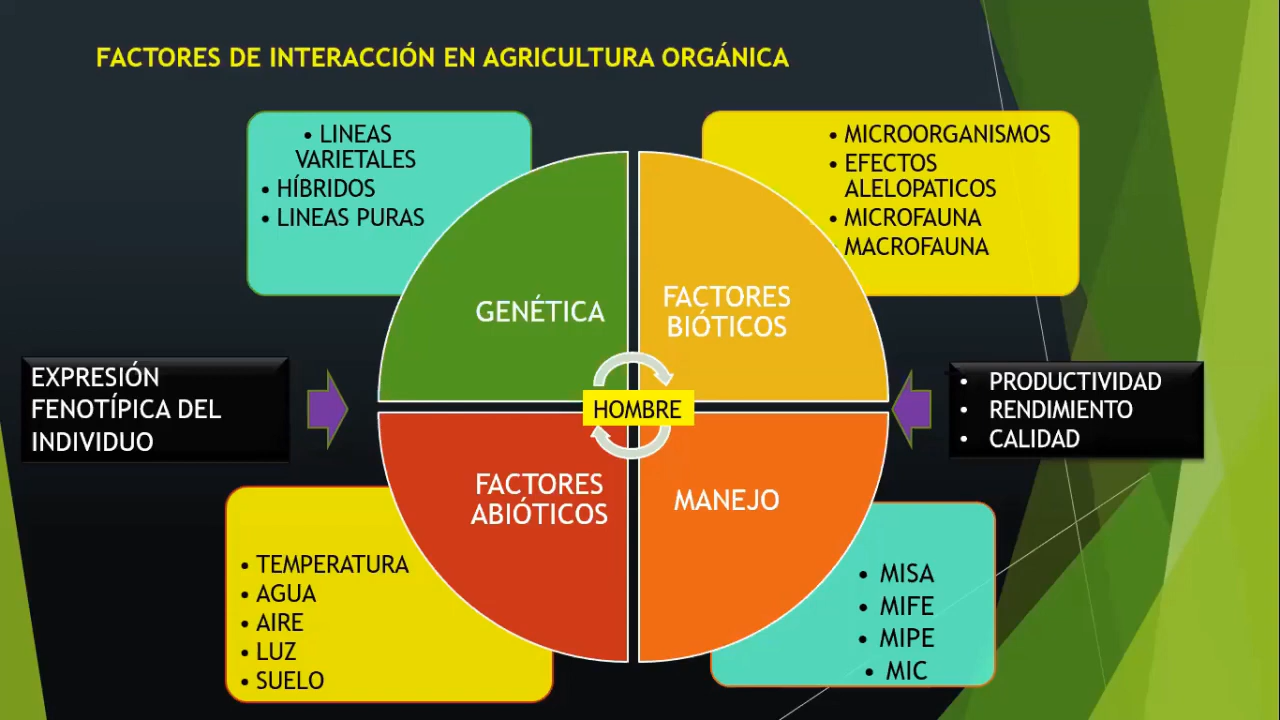 FACTORES DE INTERACCIÓN EN AGRICULTURA ORGÁNICA
• LINEAS
VARIETALES
• HÍBRIDOS
• LINEAS PURAS
• MICROORGANISMOS
• EFECTOS
ALELOPATICOS
• MICROFAUNA
• MACROFAUNA
GENÉTICA
FACTORES
BIÓTICOS
EXPRESIÓN
FENOTÍPICA DEL
INDIVIDUO
HOMBRE
• PRODUCTIVIDAD
• RENDIMIENTO
• CALIDAD
FACTORES
ABIÓTICOS
MANEJO
• TEMPERATURA
• AGUA
• AIRE
• LUZ
• SUELO
• MISA
• MIFE
• MIPE
• MIC